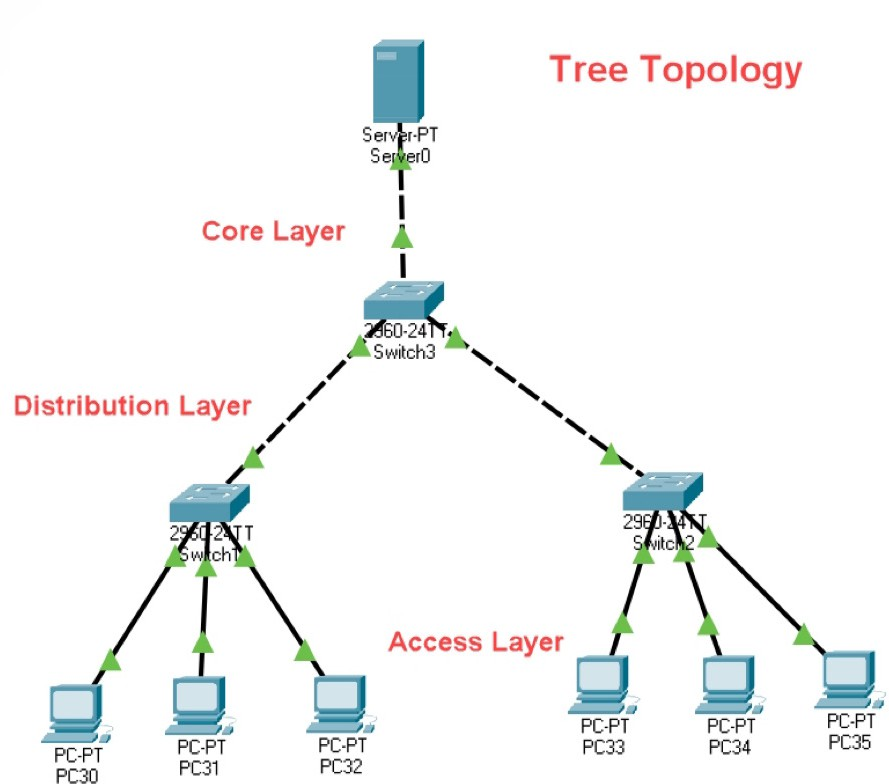 Tree Topology
Server-PT
Server0
Core Layer
2960-24TT
Switch3
Distribution Layer
2960-24TT
Switch1
2960-24TT
Switch2
Access Layer
PC-PT
PC30
PC-PT
PC31
PC-PT
PC32
PC-PT
PC33
PC-PT
PC34
PC-PT
PC35